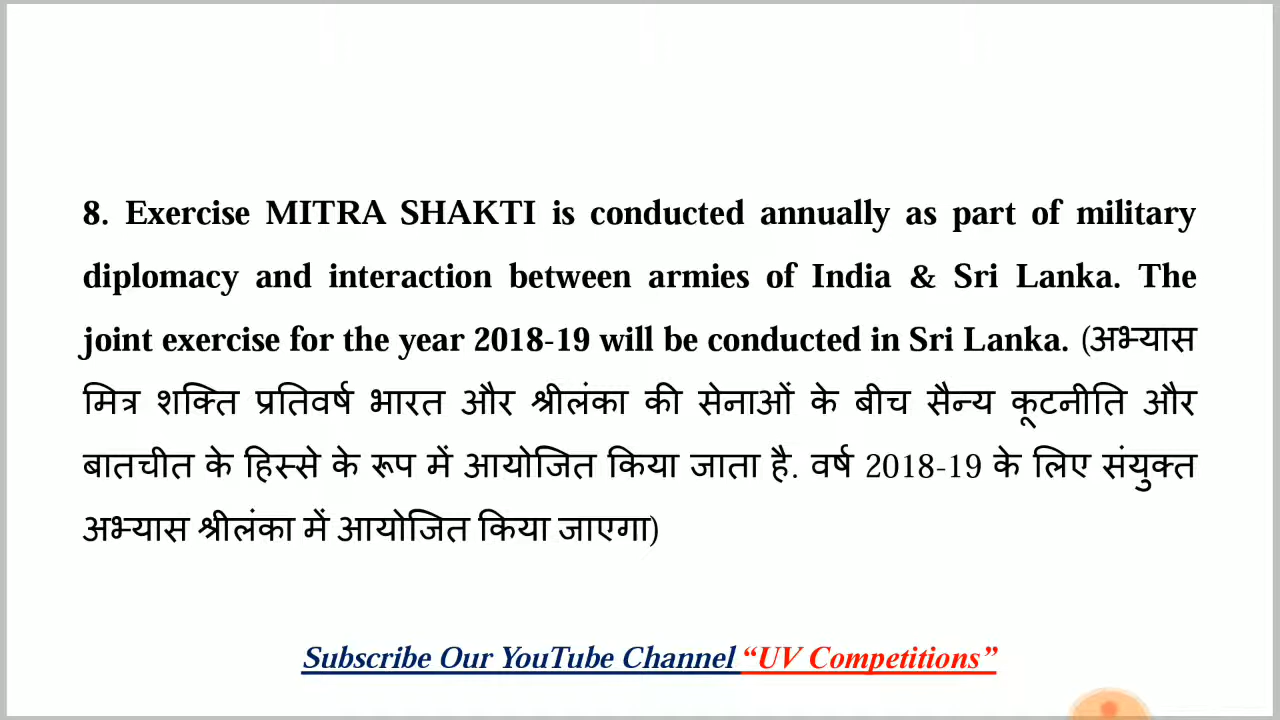 8. Exercise MITRA SHAKTI is conducted annually as part of military
diplomacy and interaction between armies of India & Sri Lanka. The
joint exercise for the year 2018-19 will be conducted in Sri Lanka. (अभ्यास
मित्र शक्ति प्रतिवर्ष भारत और श्रीलंका की सेनाओं के बीच सैन्य कूटनीति और
बातचीत के हिस्से के रूप में आयोजित किया जाता है. वर्ष 2018-19 के लिए संयुक्त
अभ्यास श्रीलंका में आयोजित किया जाएगा)
Subscribe Our YouTube Channel “UV Competitions”